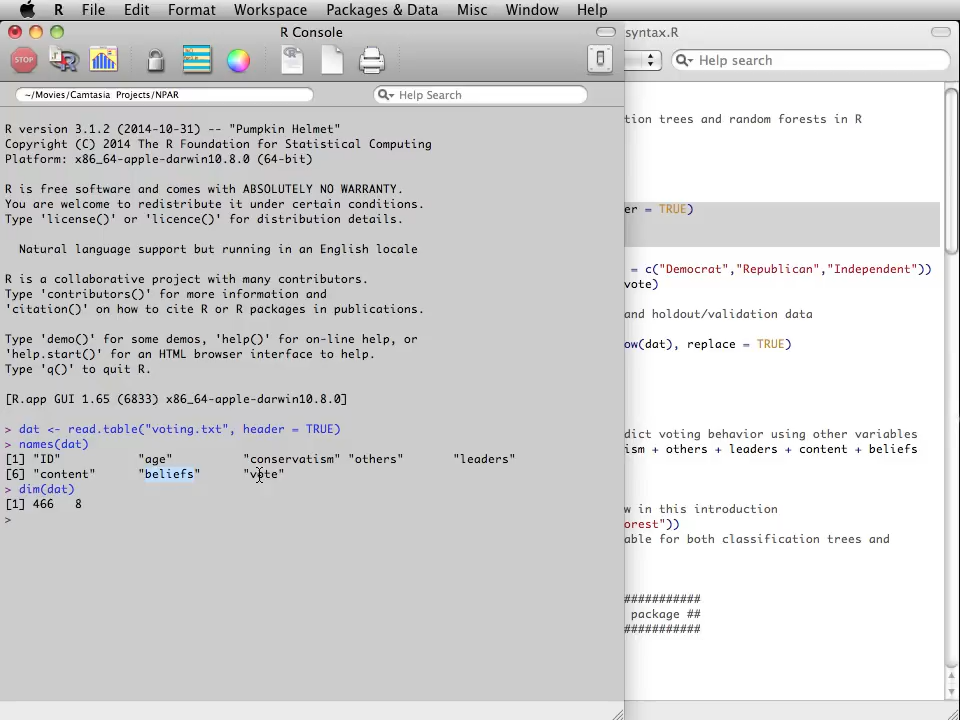 R File Edit Format Workspace Packages & Data Misc Window Help
R Console
syntax.R
STOP
~/Movies/Camtasia Projects/NPAR
Help Search
Help search
R version 3.1.2 (2014-10-31) -- "Pumpkin Helmet"
Copyright (C) 2014 The R Foundation for Statistical Computing
Platform: x86_64-apple-darwin10.8.0 (64-bit)
R is free software and comes with ABSOLUTELY NO WARRANTY.
You are welcome to redistribute it under certain conditions.
Type 'license()' or 'licence()' for distribution details.
Natural language support but running in an English locale
R is a collaborative project with many contributors.
Type 'contributors()' for more information and
'citation()' on how to cite R or R packages in publications.
Type 'demo()' for some demos, 'help()' for on-line help, or
'help.start()' for an HTML browser interface to help.
Type 'q()' to quit R.
[R.app GUI 1.65 (6833) x86_64-apple-darwin10.8.0]
> dat <- read.table("voting.txt", header = TRUE)
> names(dat)
[1] "ID" "age" "conservatism" "others" "leaders"
[6] "content" "beliefs" "vote"
> dim(dat)
[1] 466 8
>
tion trees and random forests in R
er = TRUE)
= c("Democrat","Republican","Independent"))
vote)
and holdout/validation data
ow(dat), replace = TRUE)
dict voting behavior using other variables
ism + others + leaders + content + beliefs
w in this introduction
orest"))
able for both classification trees and
###########
package ##
###########